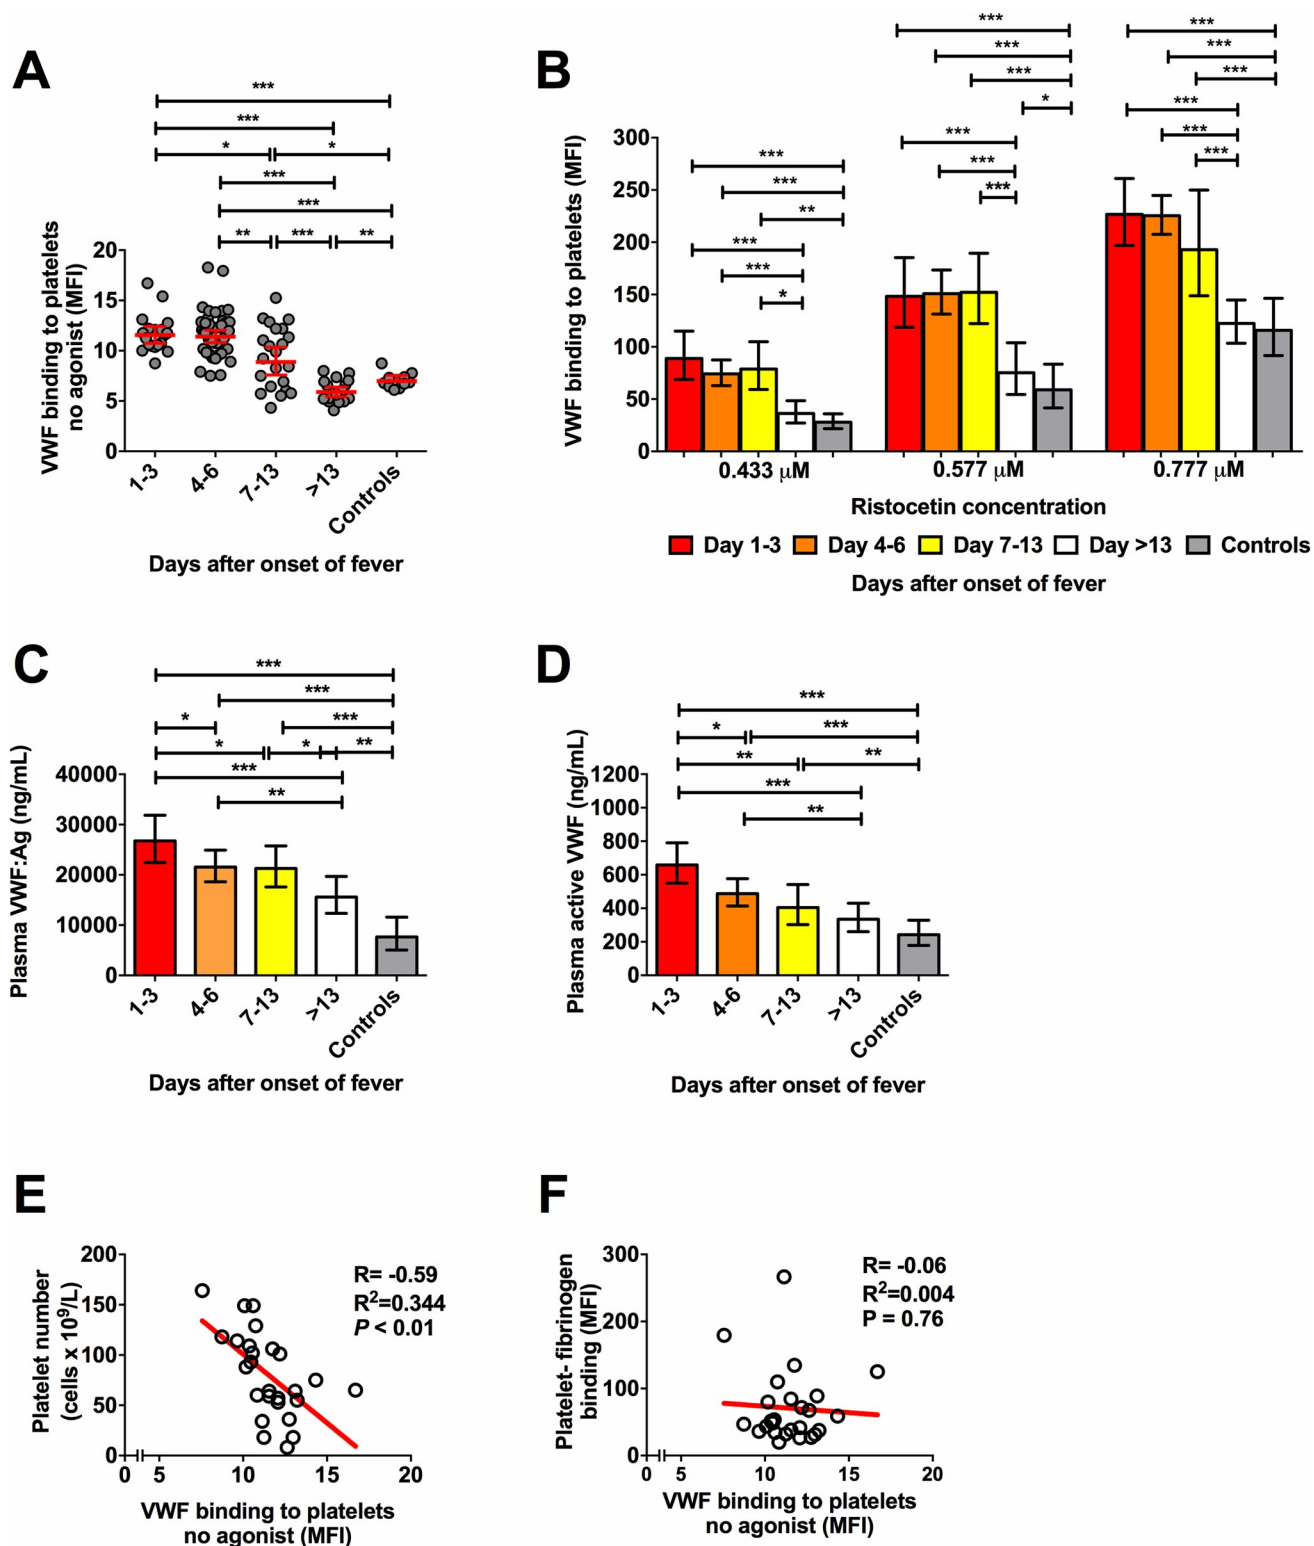 A
***
***
* *
***
***
** *** **
VWF binding to platelets
no agonist (MFI)
20
15
10
5
0
1-3 4-6 7-13 >13 Controls
Days after onset of fever
B
*** ***
*** ***
*** ***
* ***
*** ***
*** ***
*** ***
***
**
***
***
*
VWF binding to platelets (MFI)
300
250
200
150
100
50
0
0.433 μM 0.577 μM 0.777 μM
Ristocetin concentration
Day 1-3 Day 4-6 Day 7-13 Day >13 Controls
Days after onset of fever
C
***
***
* ***
* * **
***
**
Plasma VWF:Ag (ng/mL)
40000
30000
20000
10000
0
1-3 4-6 7-13 >13 Controls
Days after onset of fever
D
***
* ***
** **
***
**
Plasma active VWF (ng/mL)
1200
1000
800
600
400
200
0
1-3 4-6 7-13 >13 Controls
Days after onset of fever
E
Platelet number
(cells x 10⁹/L)
200
150
100
50
0
R= -0.59
R²=0.344
P < 0.01
0 5 10 15 20
VWF binding to platelets
no agonist (MFI)
F
Platelet- fibrinogen
binding (MFI)
300
200
100
0
R= -0.06
R²=0.004
P = 0.76
0 5 10 15 20
VWF binding to platelets
no agonist (MFI)